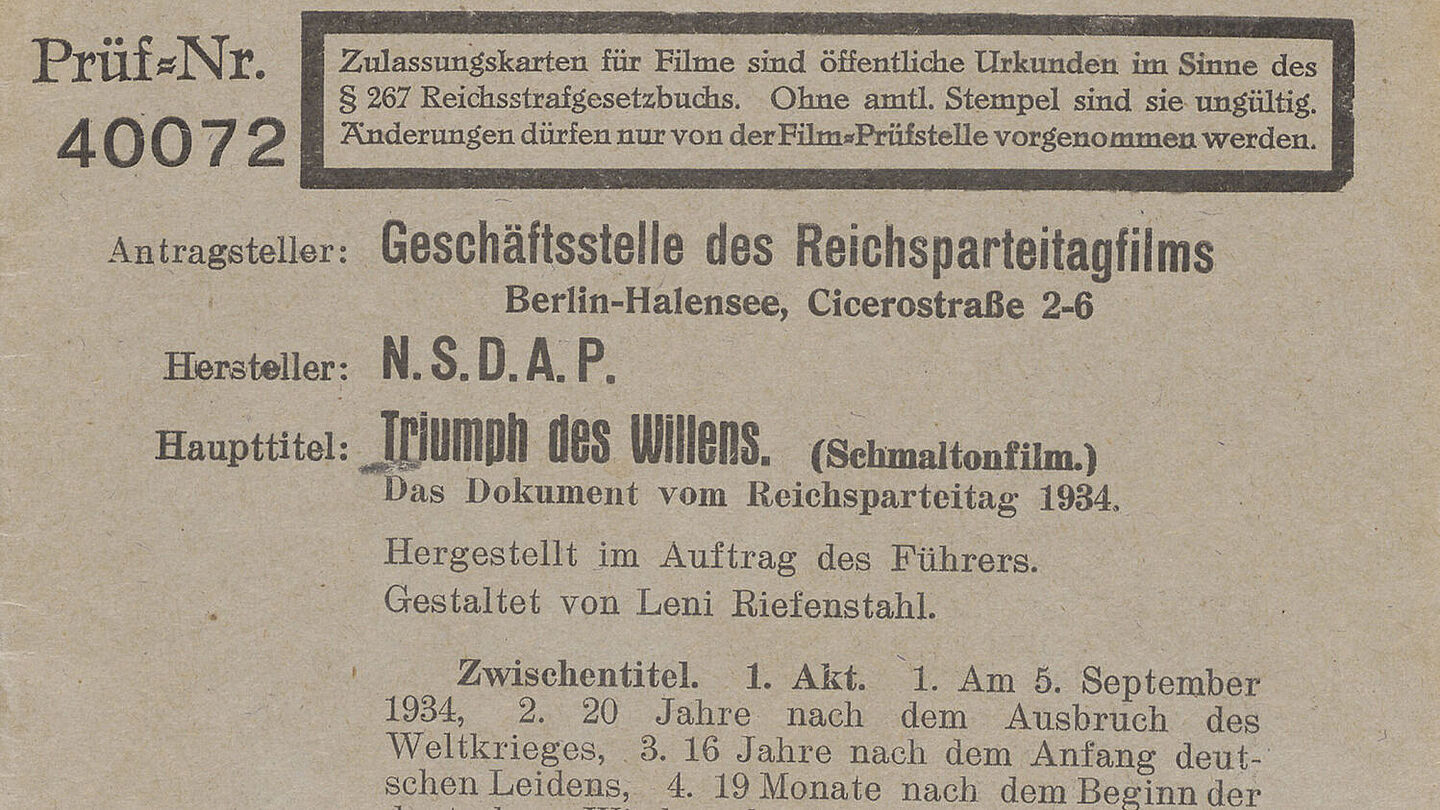 Prüf=Nr.
40072
Zulassungskarten für Filme sind öffentliche Urkunden im Sinne des
§ 267 Reichsstrafgesetzbuchs. Ohne amtl. Stempel sind sie ungültig.
Änderungen dürfen nur von der Film=Prüfstelle vorgenommen werden.
Antragsteller: Geschäftsstelle des Reichsparteitagfilms
Berlin-Halensee, Cicerostraße 2-6
Hersteller: N. S. D. A. P.
Haupttitel: Triumph des Willens. (Schmaltonfilm.)
Das Dokument vom Reichsparteitag 1934.
Hergestellt im Auftrag des Führers.
Gestaltet von Leni Riefenstahl.
Zwischentitel. 1. Akt. 1. Am 5. September
1934, 2. 20 Jahre nach dem Ausbruch des
Weltkrieges, 3. 16 Jahre nach dem Anfang deut-
schen Leidens, 4. 19 Monate nach dem Beginn der